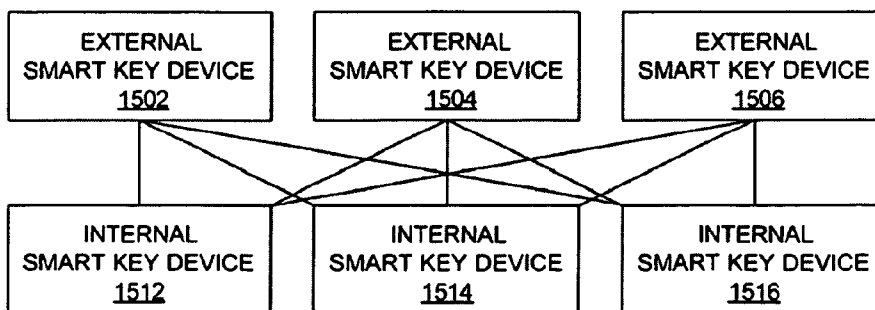 EXTERNAL
SMART KEY DEVICE
1502
EXTERNAL
SMART KEY DEVICE
1504
EXTERNAL
SMART KEY DEVICE
1506
INTERNAL
SMART KEY DEVICE
1512
INTERNAL
SMART KEY DEVICE
1514
INTERNAL
SMART KEY DEVICE
1516